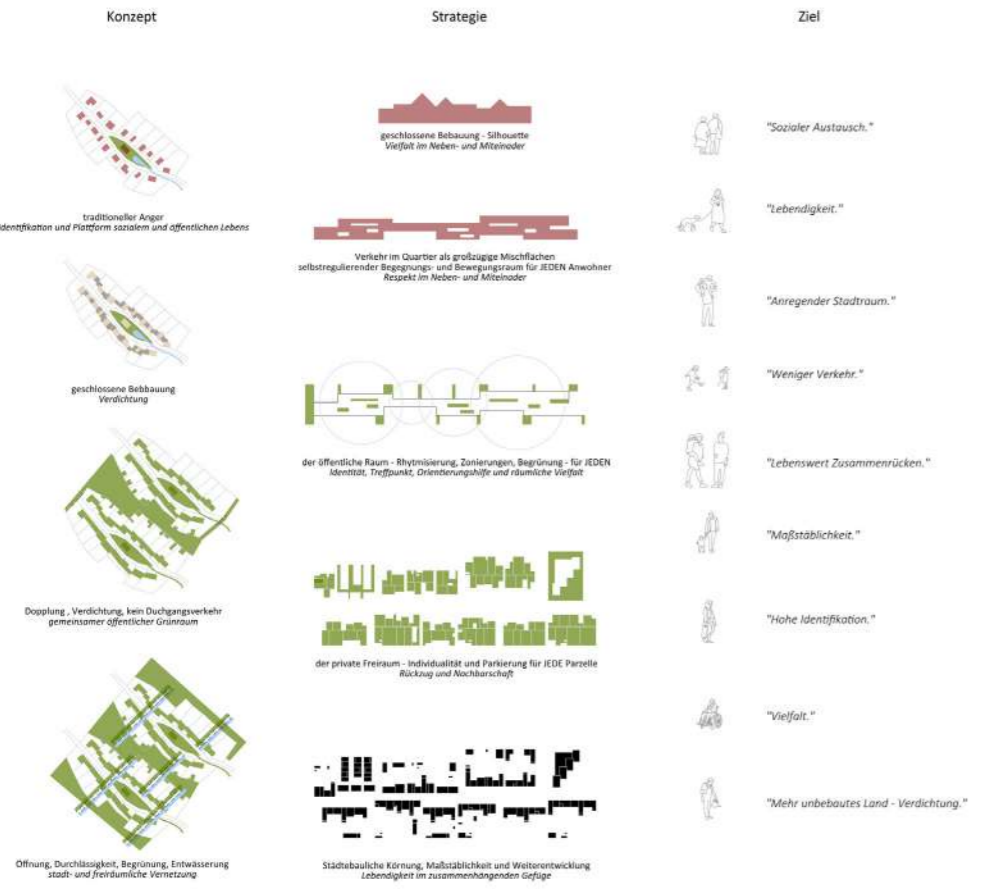 Konzept
Strategie
Ziel
traditioneller Anger
Identifikation und Plattform sozialem und öffentlichen Lebens
geschlossene Bebbauung
Verdichtung
Dopplung , Verdichtung, kein Duchgangsverkehr
gemeinsamer öffentlicher Grünraum
Öffnung, Durchlässigkeit, Begrünung, Entwässerung
stadt- und freiräumliche Vernetzung
geschlossene Bebauung - Silhouette
Vielfalt im Neben- und Miteinader
Verkehr im Quartier als großzügige Mischflächen
selbstregulierender Begegnungs- und Bewegungsraum für JEDEN Anwohner
Respekt im Neben- und Miteinader
der öffentliche Raum - Rhytmisierung, Zonierungen, Begrünung - für JEDEN
Identität, Treffpunkt, Orientierungshilfe und räumliche Vielfalt
der private Freiraum - Individualität und Parkierung für JEDE Parzelle
Rückzug und Nachbarschaft
Städtebauliche Körnung, Maßstäblichkeit und Weiterentwicklung
Lebendigkeit im zusammenhängenden Gefüge
"Sozialer Austausch."
"Lebendigkeit."
"Anregender Stadtraum."
"Weniger Verkehr."
"Lebenswert Zusammenrücken."
"Maßstäblichkeit."
"Hohe Identifikation."
"Vielfalt."
"Mehr unbebautes Land - Verdichtung."